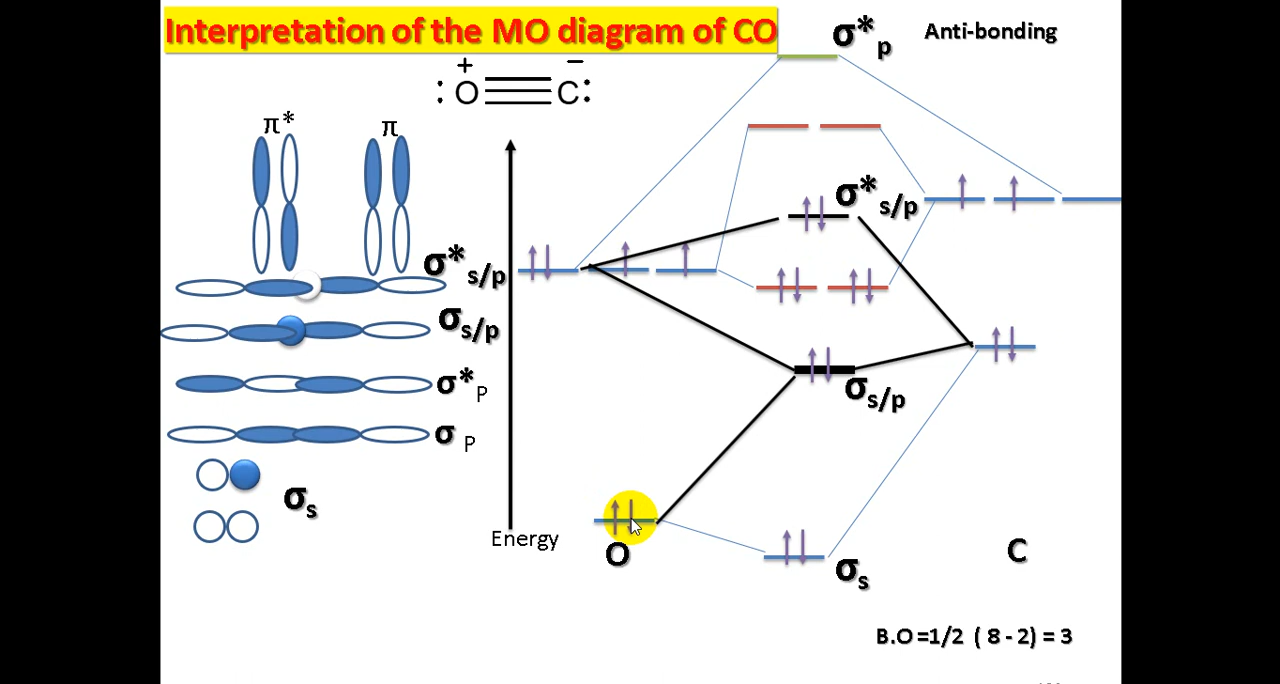 Interpretation of the MO diagram of CO
σ*p
Anti-bonding
+ −
:O≡C:
π* π
σ*s/p
σ*s/p
σs/p
σs/p
σ*P
σP
σs
Energy
O
σs
C
B.O =1/2 ( 8 - 2) = 3